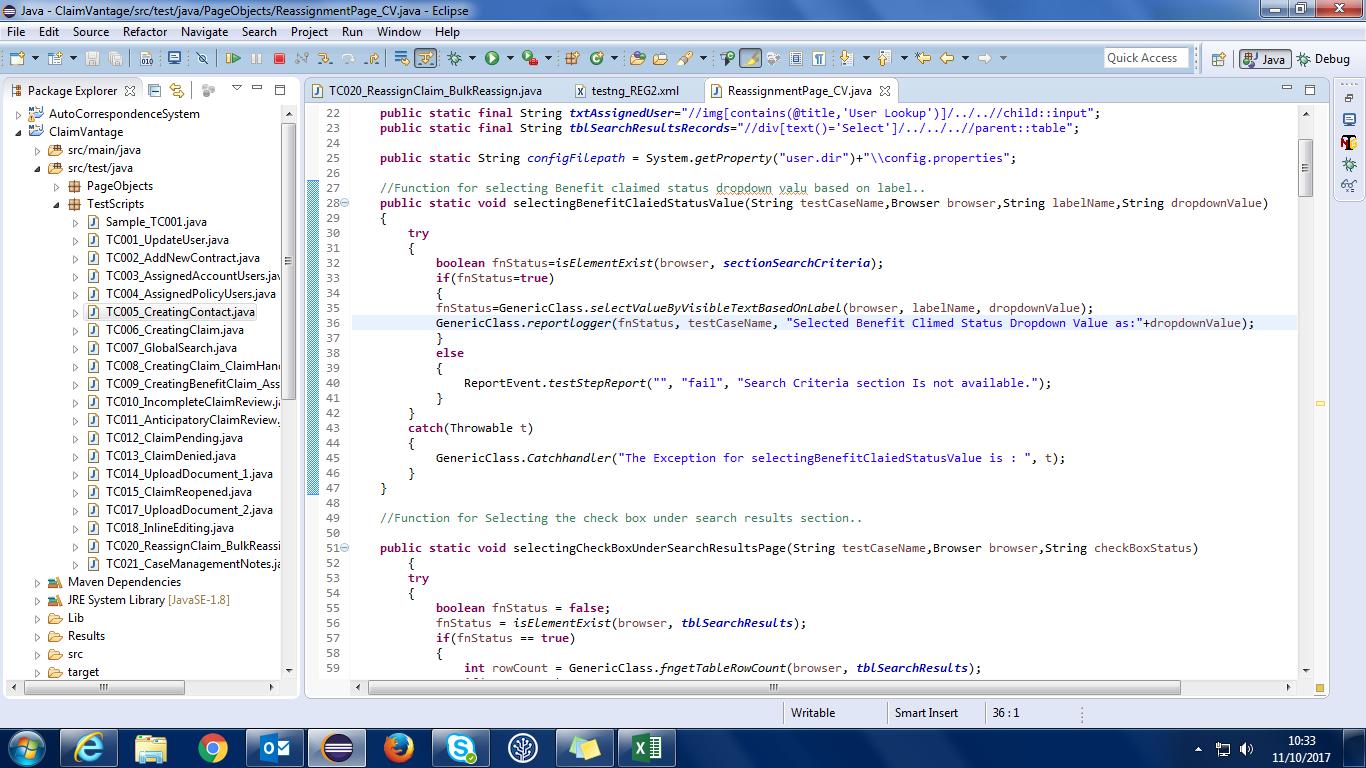 Java - ClaimVantage/src/test/java/PageObjects/ReassignmentPage_CV.java - Eclipse
File Edit Source Refactor Navigate Search Project Run Window Help
Quick Access
Java
Debug
Package Explorer
TC020_ReassignClaim_BulkReassign.java
testng_REG2.xml
ReassignmentPage_CV.java
AutoCorrespondenceSystem
ClaimVantage
src/main/java
src/test/java
PageObjects
TestScripts
Sample_TC001.java
TC001_UpdateUser.java
TC002_AddNewContract.java
TC003_AssignedAccountUsers.jav
TC004_AssignedPolicyUsers.java
TC005_CreatingContact.java
TC006_CreatingClaim.java
TC007_GlobalSearch.java
TC008_CreatingClaim_ClaimHan
TC009_CreatingBenefitClaim_Ass
TC010_IncompleteClaimReview.ja
TC011_AnticipatoryClaimReview.
TC012_ClaimPending.java
TC013_ClaimDenied.java
TC014_UploadDocument_1.java
TC015_ClaimReopened.java
TC017_UploadDocument_2.java
TC018_InlineEditing.java
TC020_ReassignClaim_BulkReassi
TC021_CaseManagementNotes.ja
Maven Dependencies
JRE System Library [JavaSE-1.8]
Lib
Results
src
target
22 public static final String txtAssignedUser="//img[contains(@title,'User Lookup')]/../..//child::input";
23 public static final String tblSearchResultsRecords="//div[text()='Select']/../../..//parent::table";
24
25 public static String configFilepath = System.getProperty("user.dir")+"\\config.properties";
26
27 //Function for selecting Benefit claimed status dropdown valu based on label..
28 public static void selectingBenefitClaiedStatusValue(String testCaseName,Browser browser,String labelName,String dropdownValue)
29 {
30 try
31 {
32 boolean fnStatus=isElementExist(browser, sectionSearchCriteria);
33 if(fnStatus=true)
34 {
35 fnStatus=GenericClass.selectValueByVisibleTextBasedOnLabel(browser, labelName, dropdownValue);
36 GenericClass.reportlogger(fnStatus, testCaseName, "Selected Benefit Climed Status Dropdown Value as:"+dropdownValue);
37 }
38 else
39 {
40 ReportEvent.testStepReport("", "fail", "Search Criteria section Is not available.");
41 }
42 }
43 catch(Throwable t)
44 {
45 GenericClass.Catchhandler("The Exception for selectingBenefitClaiedStatusValue is : ", t);
46 }
47 }
48
49 //Function for Selecting the check box under search results section..
50
51 public static void selectingCheckBoxUnderSearchResultsPage(String testCaseName,Browser browser,String checkBoxStatus)
52 {
53 try
54 {
55 boolean fnStatus = false;
56 fnStatus = isElementExist(browser, tblSearchResults);
57 if(fnStatus == true)
58 {
59 int rowCount = GenericClass.fngetTableRowCount(browser, tblSearchResults);
Writable
Smart Insert
36 : 1
10:33
11/10/2017